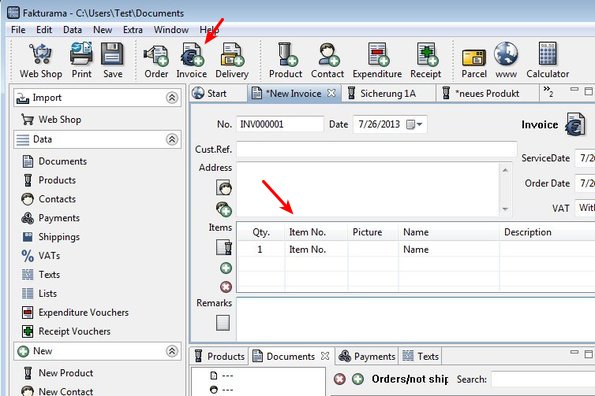 Fakturama - C:\Users\Test\Documents
File Edit Data New Extra Window Help
Web Shop Print Save Order Invoice Delivery Product Contact Expenditure Receipt Parcel www Calculator
Import
Web Shop
Data
Documents
Products
Contacts
Payments
Shippings
VATs
Texts
Lists
Expenditure Vouchers
Receipt Vouchers
New
New Product
New Contact
Start *New Invoice Sicherung 1A *neues Produkt »2
No. INV000001 Date 7/26/2013 Invoice
Cust.Ref.
ServiceDate 7/26
Address
Order Date 7/26
VAT With
Items
Qty. Item No. Picture Name Description
1 Item No. Name
Remarks
Products Documents Payments Texts
--- Orders/not ship Search:
---